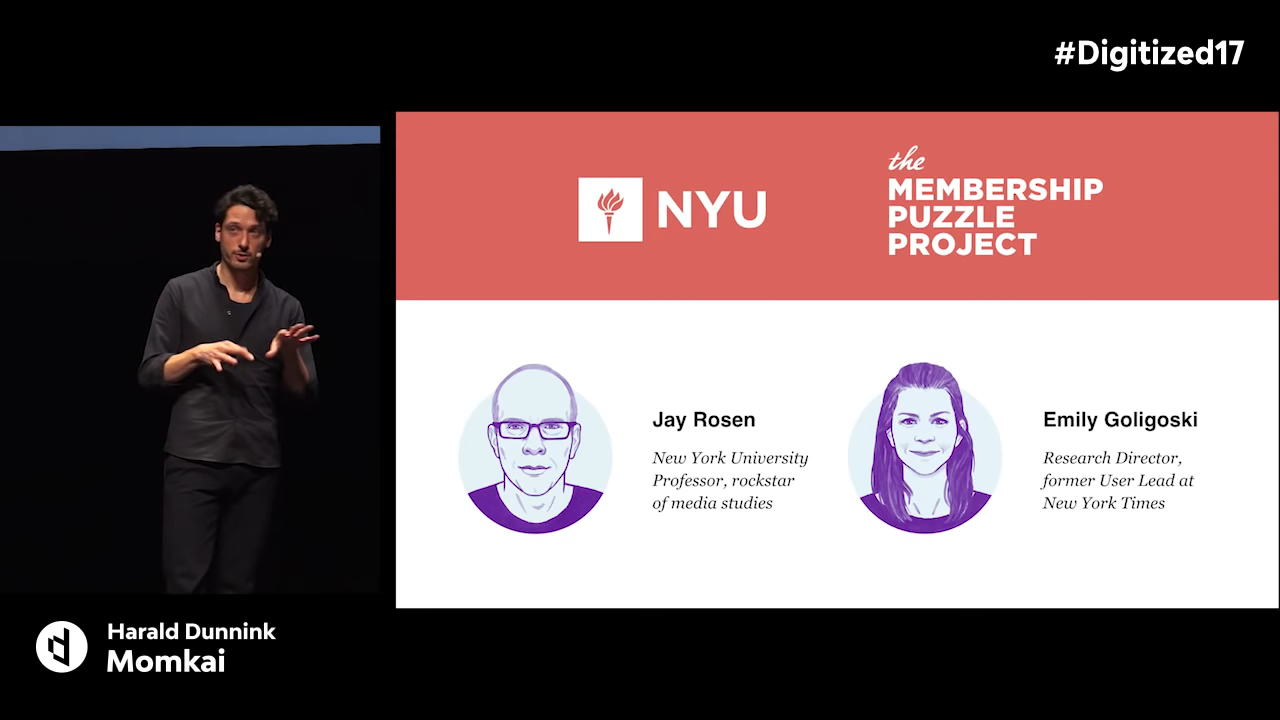 #Digitized17
NYU
the
MEMBERSHIP
PUZZLE
PROJECT
Jay Rosen
New York University
Professor, rockstar
of media studies
Emily Goligoski
Research Director,
former User Lead at
New York Times
Harald Dunnink
Momkai